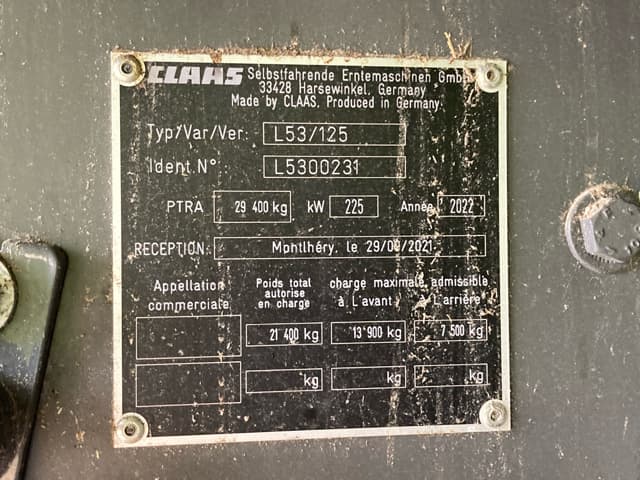 CLAAS Selbstfahrende Erntemaschinen GmbH
33428 Harsewinkel, Germany
Made by CLAAS. Produced in Germany.
Typ/Var/Ver: L53/125
Ident.N° L5300231
PTRA 29 400 kg kW 225 Année 2022
RECEPTION: Montlhéry, le 29/09/2021
Appellation commerciale Poids total autorise en charge charge maximale admissible à L'avant L'arrière
21 400 kg 13 900 kg 7 500 kg
kg kg kg